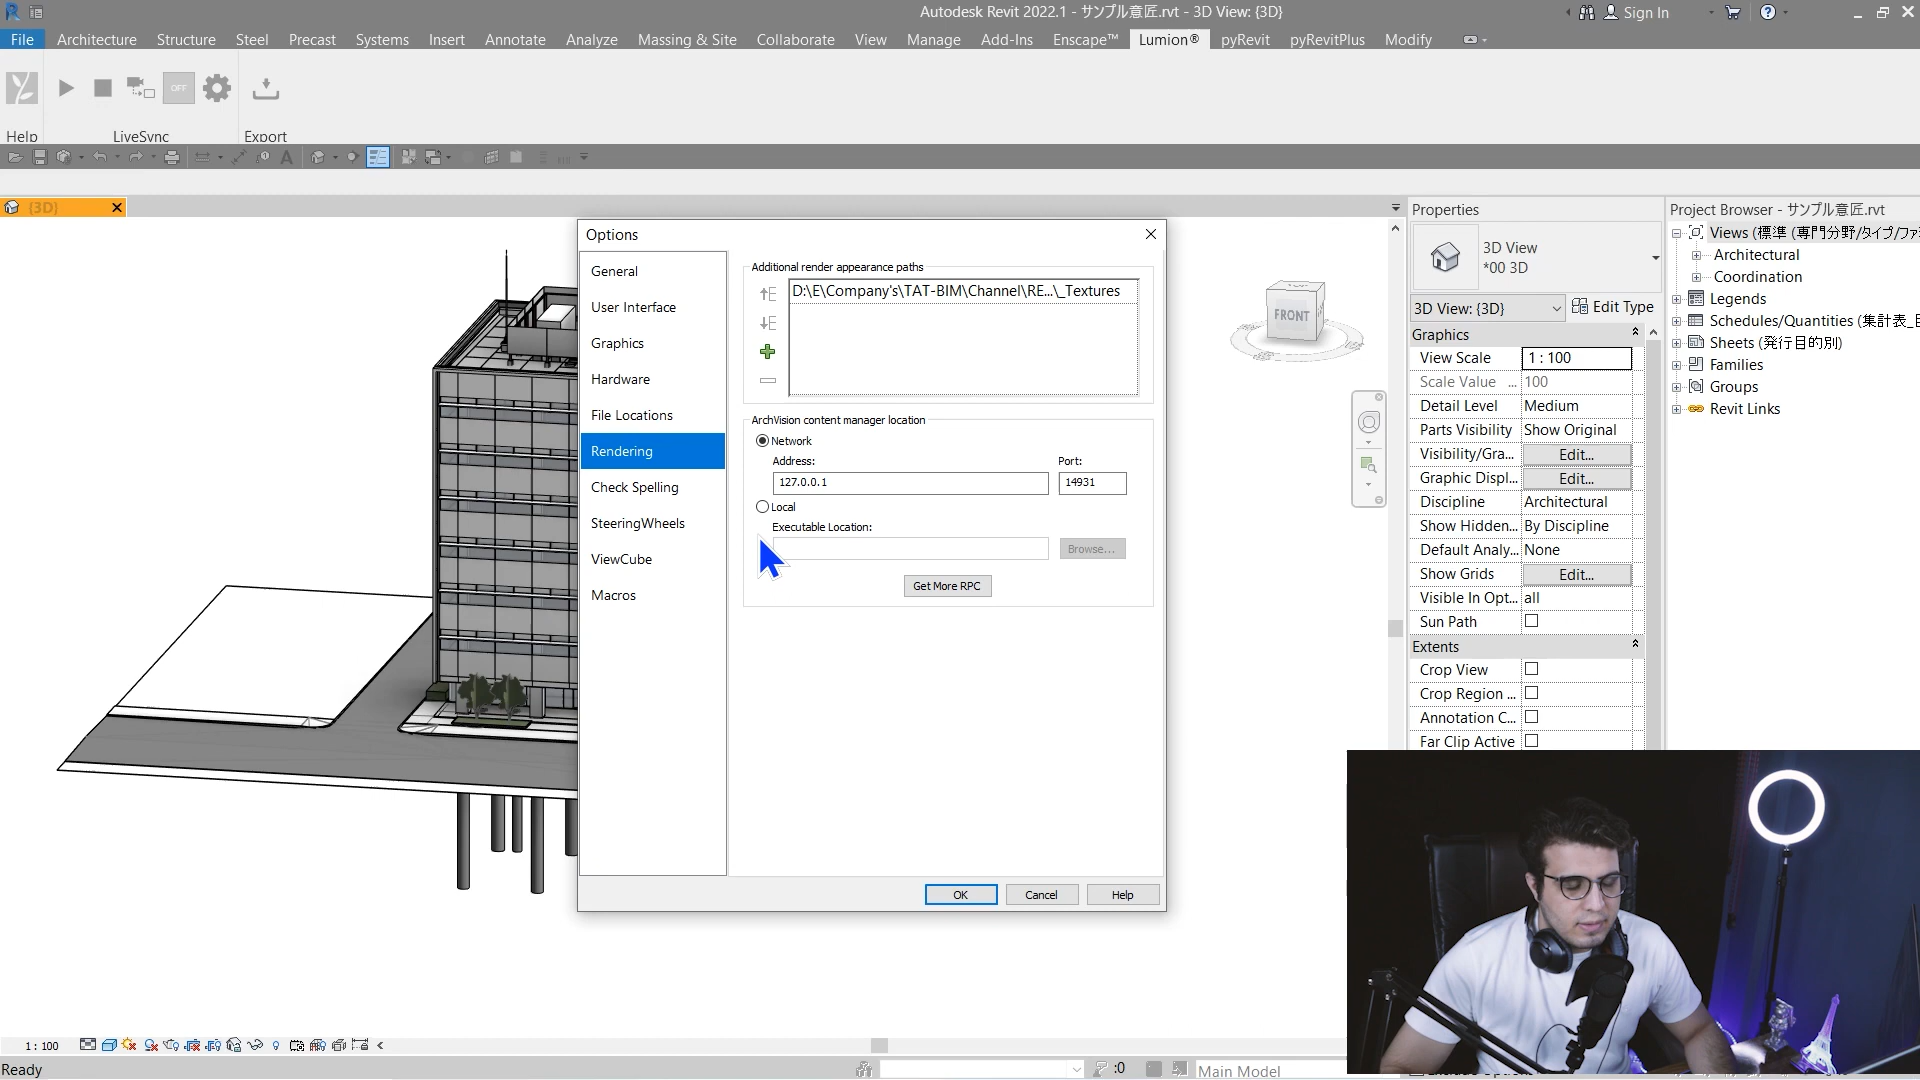 Autodesk Revit 2022.1 - サンプル意匠.rvt - 3D View: {3D}
Sign In
File
Architecture
Structure
Steel
Precast
Systems
Insert
Annotate
Analyze
Massing & Site
Collaborate
View
Manage
Add-Ins
Enscape™
Lumion®
pyRevit
pyRevitPlus
Modify
OFF
Help
LiveSync
Export
{3D}
Options
General
User Interface
Graphics
Hardware
File Locations
Rendering
Check Spelling
SteeringWheels
ViewCube
Macros
Additional render appearance paths
D:\E\Company's\TAT-BIM\Channel\RE...\_Textures
ArchVision content manager location
Network
Address:
Port:
127.0.0.1
14931
Local
Executable Location:
Browse...
Get More RPC
OK
Cancel
Help
FRONT
Properties
3D View
*00 3D
3D View: {3D}
Edit Type
Graphics
View Scale
1 : 100
Scale Value ...
100
Detail Level
Medium
Parts Visibility
Show Original
Visibility/Gra...
Edit...
Graphic Displ...
Edit...
Discipline
Architectural
Show Hidden...
By Discipline
Default Analy...
None
Show Grids
Edit...
Visible In Opt...
all
Sun Path
Extents
Crop View
Crop Region ...
Annotation C...
Far Clip Active
Project Browser - サンプル意匠.rvt
Views (標準 (専門分野/タイプ/ファ
Architectural
Coordination
Legends
Schedules/Quantities (集計表_目
Sheets (発行目的別)
Families
Groups
Revit Links
1 : 100
Ready
:0
Main Model